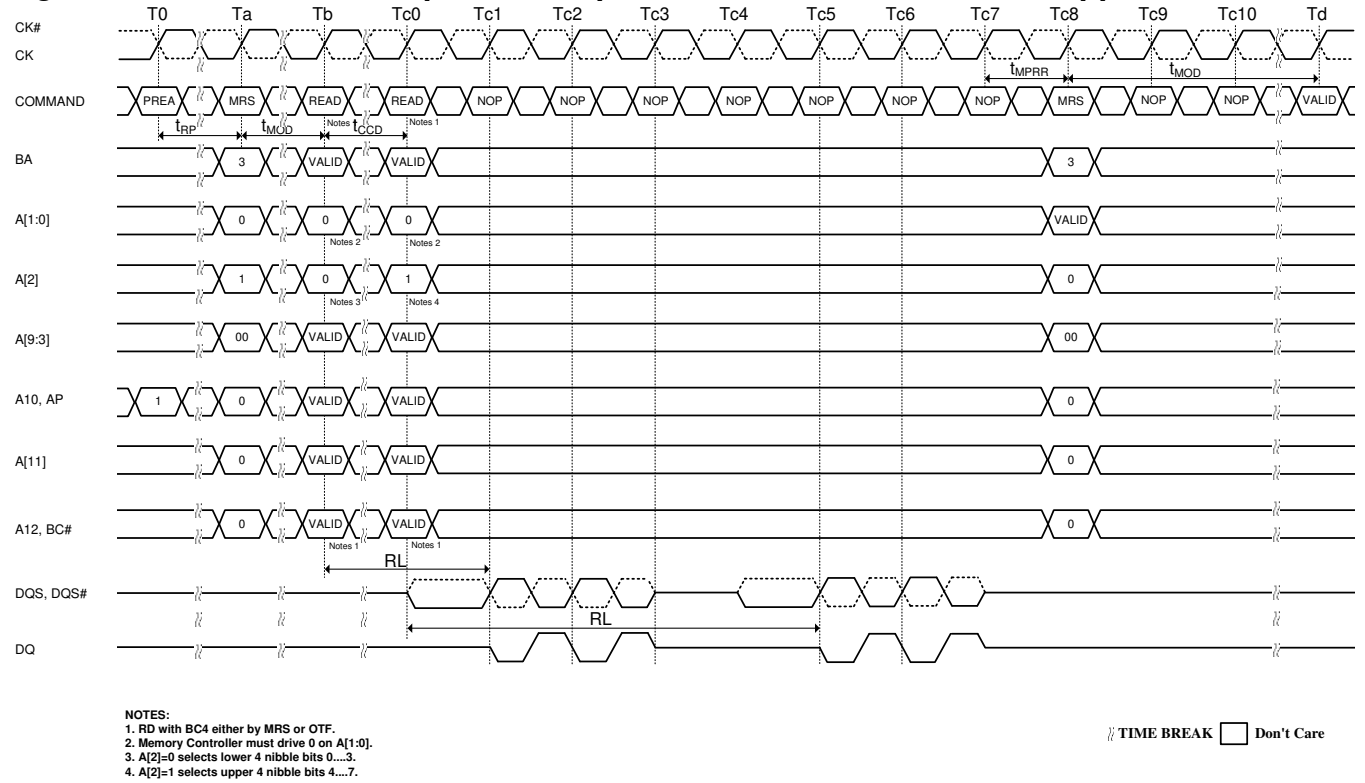 T0 Ta Tb Tc0 Tc1 Tc2 Tc3 Tc4 Tc5 Tc6 Tc7 Tc8 Tc9 Tc10 Td
CK#
CK
tMPRR tMOD
COMMAND PREA MRS READ READ NOP NOP NOP NOP NOP NOP NOP MRS NOP NOP VALID
Notes 1 Notes 1
tRP tMOD tCCD
BA 3 VALID VALID 3
A[1:0] 0 0 0 VALID
Notes 2 Notes 2
A[2] 1 0 1 0
Notes 3 Notes 4
A[9:3] 00 VALID VALID 00
A10, AP 1 0 VALID VALID 0
A[11] 0 VALID VALID 0
A12, BC# 0 VALID VALID 0
Notes 1 Notes 1
RL
DQS, DQS#
RL
DQ
NOTES:
1. RD with BC4 either by MRS or OTF.
2. Memory Controller must drive 0 on A[1:0].
3. A[2]=0 selects lower 4 nibble bits 0....3.
4. A[2]=1 selects upper 4 nibble bits 4....7.
TIME BREAK Don't Care